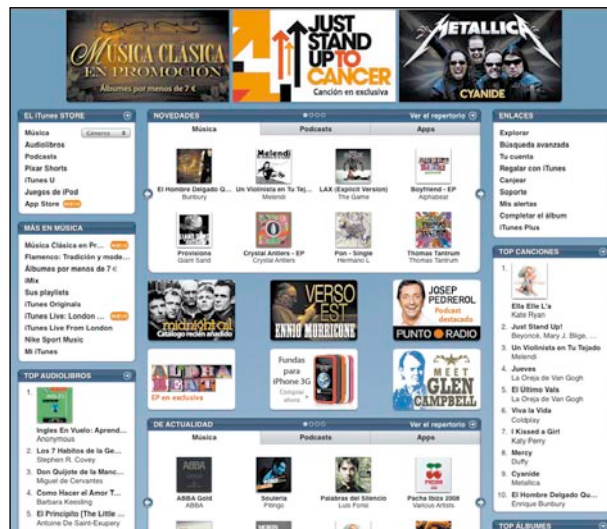 MÚSICA CLÁSICA
EN PROMOCIÓN
Álbumes por menos de 7 €
JUST
STAND
UP TO
CANCER
Canción en exclusiva
METALLICA
CYANIDE
EL iTunes STORE
Música
Géneros
Audiolibros
Podcasts
Pixar Shorts
iTunes U
Juegos de iPod
App Store
MÁS EN MÚSICA
Música Clásica en Pr...
Flamenco: Tradición y mode...
Álbumes por menos de 7 €
iMix
Sus playlists
iTunes Originals
iTunes Live: London ...
iTunes Live From London
Nike Sport Music
Mi iTunes
TOP AUDIOLIBROS
1.
Ingles En Vuelo: Aprend...
Anonymous
2. Los 7 Habitos de la Ge...
Stephen R. Covey
3. Don Quijote de la Manc...
Miguel de Cervantes
4. Como Hacer el Amor T...
Barbara Keesling
5. El Principito [The Little ...
Antoine De Saint-Exupery
NOVEDADES
Ver el repertorio
Música
Podcasts
Apps
El Hombre Delgado Q...
Bunbury
Melendi
Un Violinista en Tu Tej...
Melendi
LAX (Explicit Version)
The Game
Boyfriend - EP
Alphabeat
Provisions
Giant Sand
Crystal Antlers - EP
Crystal Antlers
Pon - Single
Hermano L
Thomas Tantrum
Thomas Tantrum
midnight oil
Catálogo recién añadido
VERSO
EST
ENNIO MORRICONE
JOSEP
PEDREROL
Podcast
destacado
PUNTO RADIO
ALPHA
BEAT
EP en exclusiva
Fundas
para
iPhone 3G
Comprar
ahora
MEET
GLEN
CAMPBELL
DE ACTUALIDAD
Ver el repertorio
Música
Podcasts
Apps
ABBA
ABBA Gold
ABBA
Souleria
Pitingo
Palabras del Silencio
Luis Fonsi
PACHA
Pacha Ibiza 2008
Various Artists
ENLACES
Explorar
Búsqueda avanzada
Tu cuenta
Regalar con iTunes
Canjear
Soporte
Mis alertas
Completar el álbum
iTunes Plus
TOP CANCIONES
1.
Ella Elle L'a
Kate Ryan
2. Just Stand Up!
Beyoncé, Mary J. Blige, ...
3. Un Violinista en Tu Tejado
Melendi
4. Jueves
La Oreja de Van Gogh
5. El Último Vals
La Oreja de Van Gogh
6. Viva la Vida
Coldplay
7. I Kissed a Girl
Katy Perry
8. Mercy
Duffy
9. Cyanide
Metallica
10. El Hombre Delgado Qu...
Enrique Bunbury
TOP ÁLBUMES